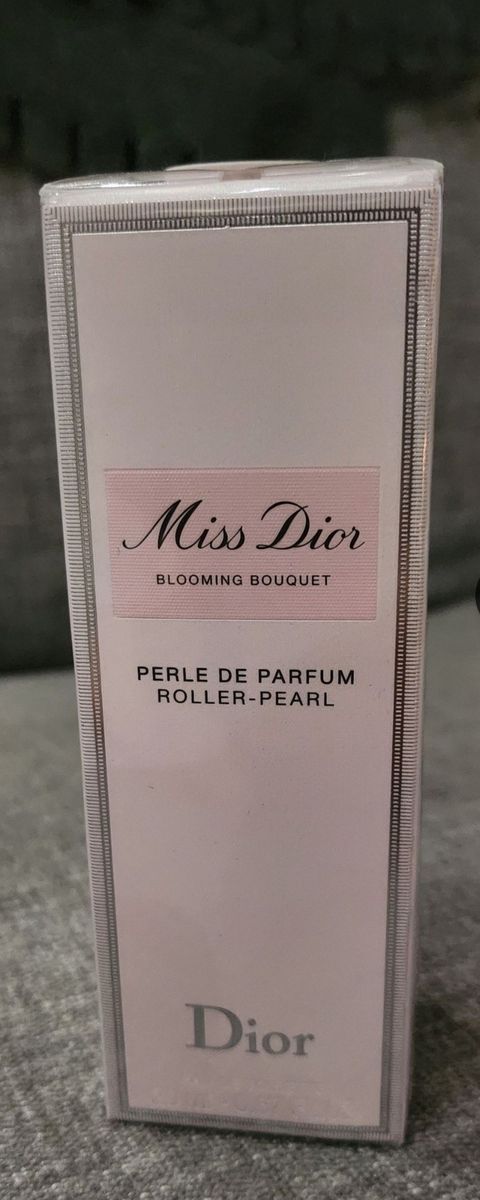 Miss Dior
BLOOMING BOUQUET
PERLE DE PARFUM
ROLLER-PEARL
Dior